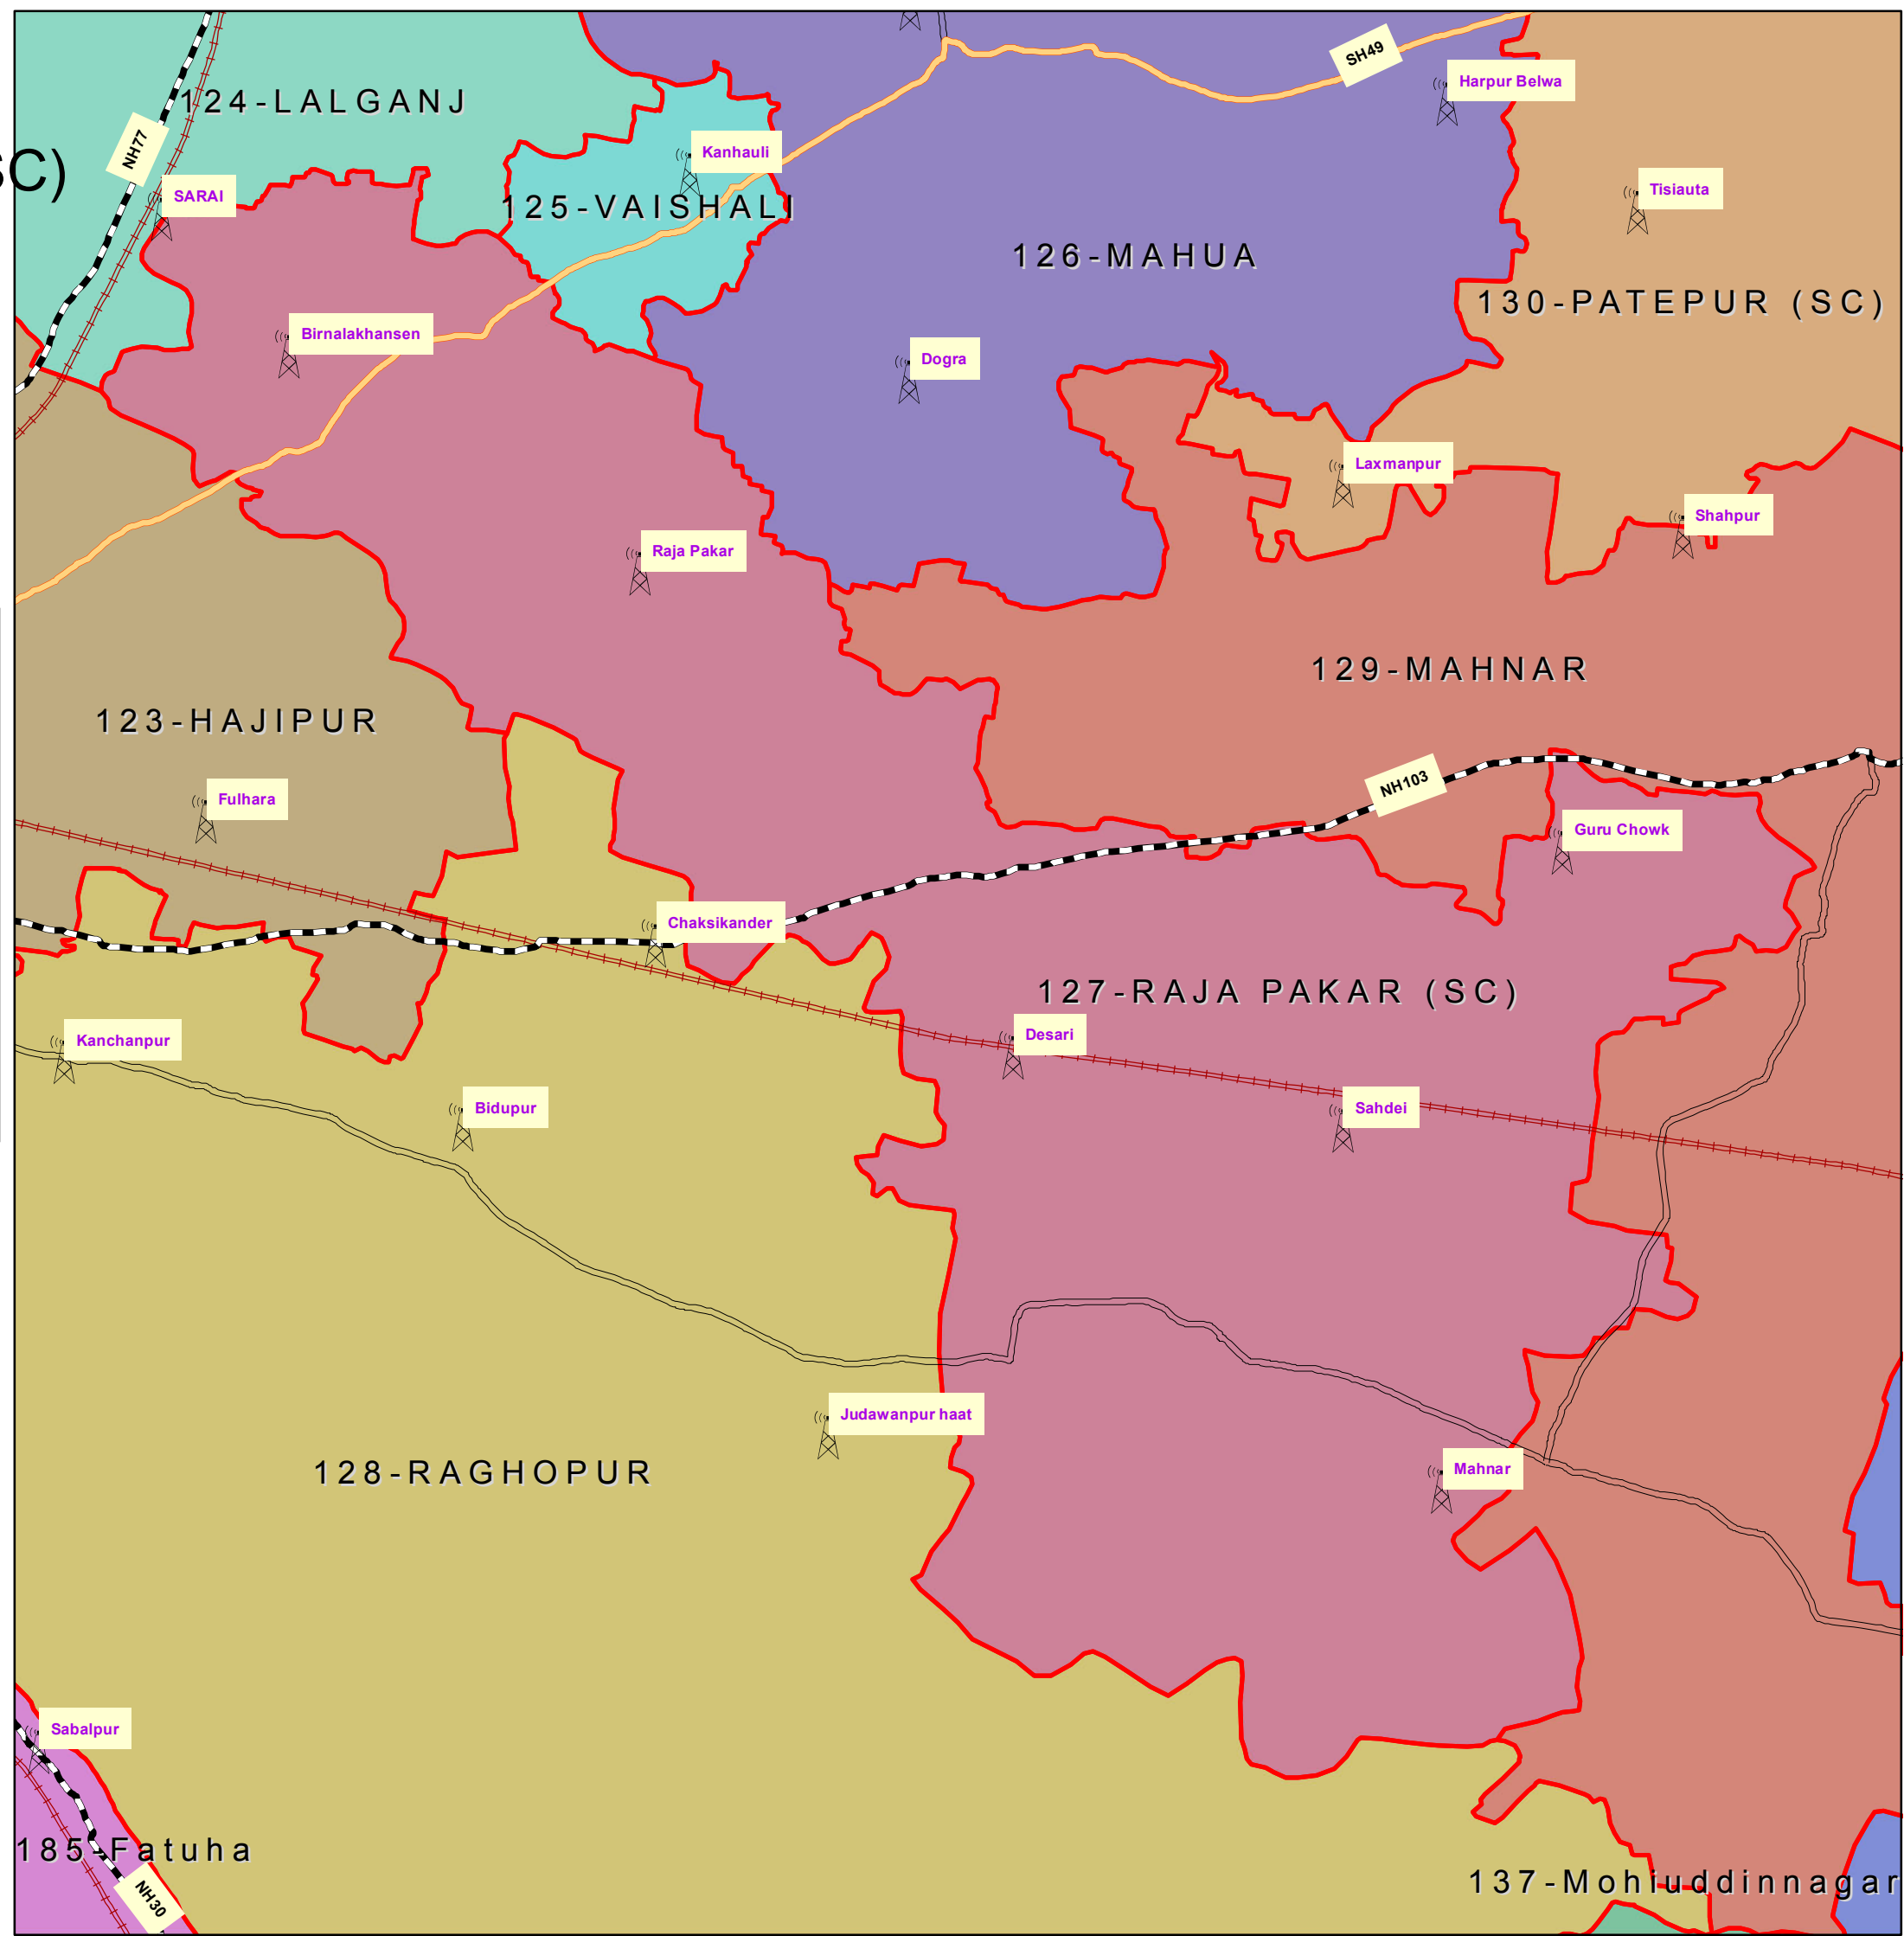 SH49
Harpur Belwa
124-LALGANJ
NH77
Kanhauli
SC)
SARAI
Tisiauta
125-VAISHALI
126-MAHUA
130-PATEPUR (SC)
Birnalakhansen
Dogra
Laxmanpur
Shahpur
Raja Pakar
129-MAHNAR
123-HAJIPUR
NH103
Fulhara
Guru Chowk
Chaksikander
127-RAJA PAKAR (SC)
Desari
Kanchanpur
Bidupur
Sahdei
Judawanpur haat
128-RAGHOPUR
Mahnar
Sabalpur
185-Fatuha
137-Mohiuddinnagar
NH30